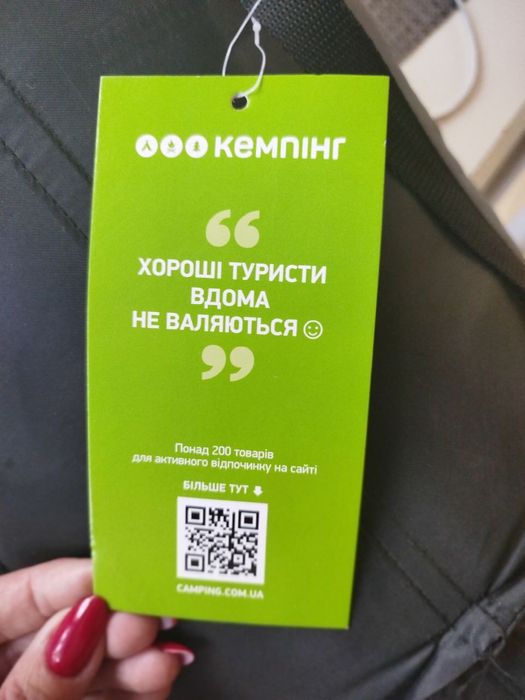 КЕМПІНГ
“
ХОРОШІ ТУРИСТИ
ВДОМА
НЕ ВАЛЯЮТЬСЯ☺
”
Понад 200 товарів
для активного відпочинку на сайті
БІЛЬШЕ ТУТ
CAMPING.COM.UA